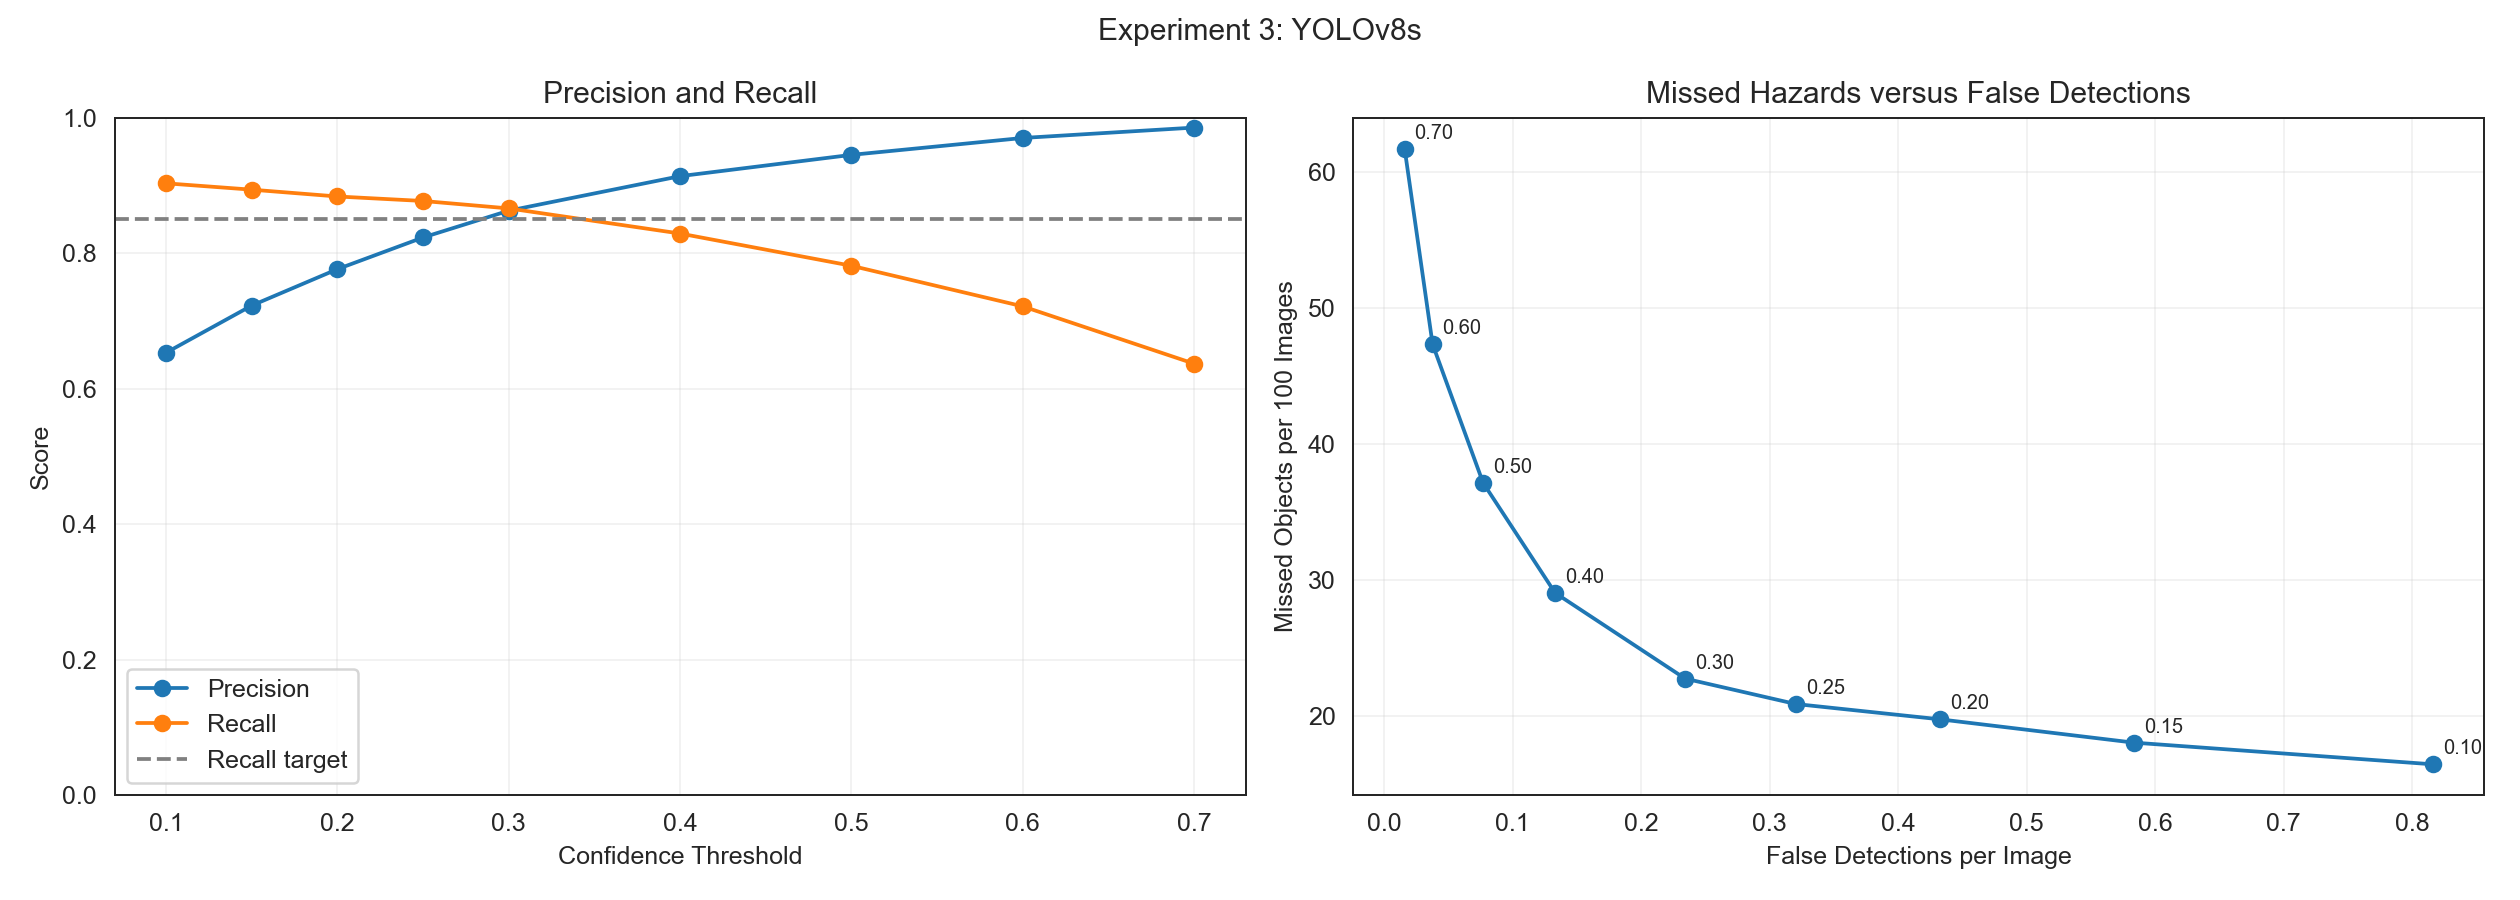 Experiment 3: YOLOv8s
Precision and Recall
1.0
0.8
0.6
0.4
0.2
0.0
Score
Precision
Recall
Recall target
0.1 0.2 0.3 0.4 0.5 0.6 0.7
Confidence Threshold
Missed Hazards versus False Detections
60
50
40
30
20
Missed Objects per 100 Images
0.70
0.60
0.50
0.40
0.30
0.25
0.20
0.15
0.10
0.0 0.1 0.2 0.3 0.4 0.5 0.6 0.7 0.8
False Detections per Image